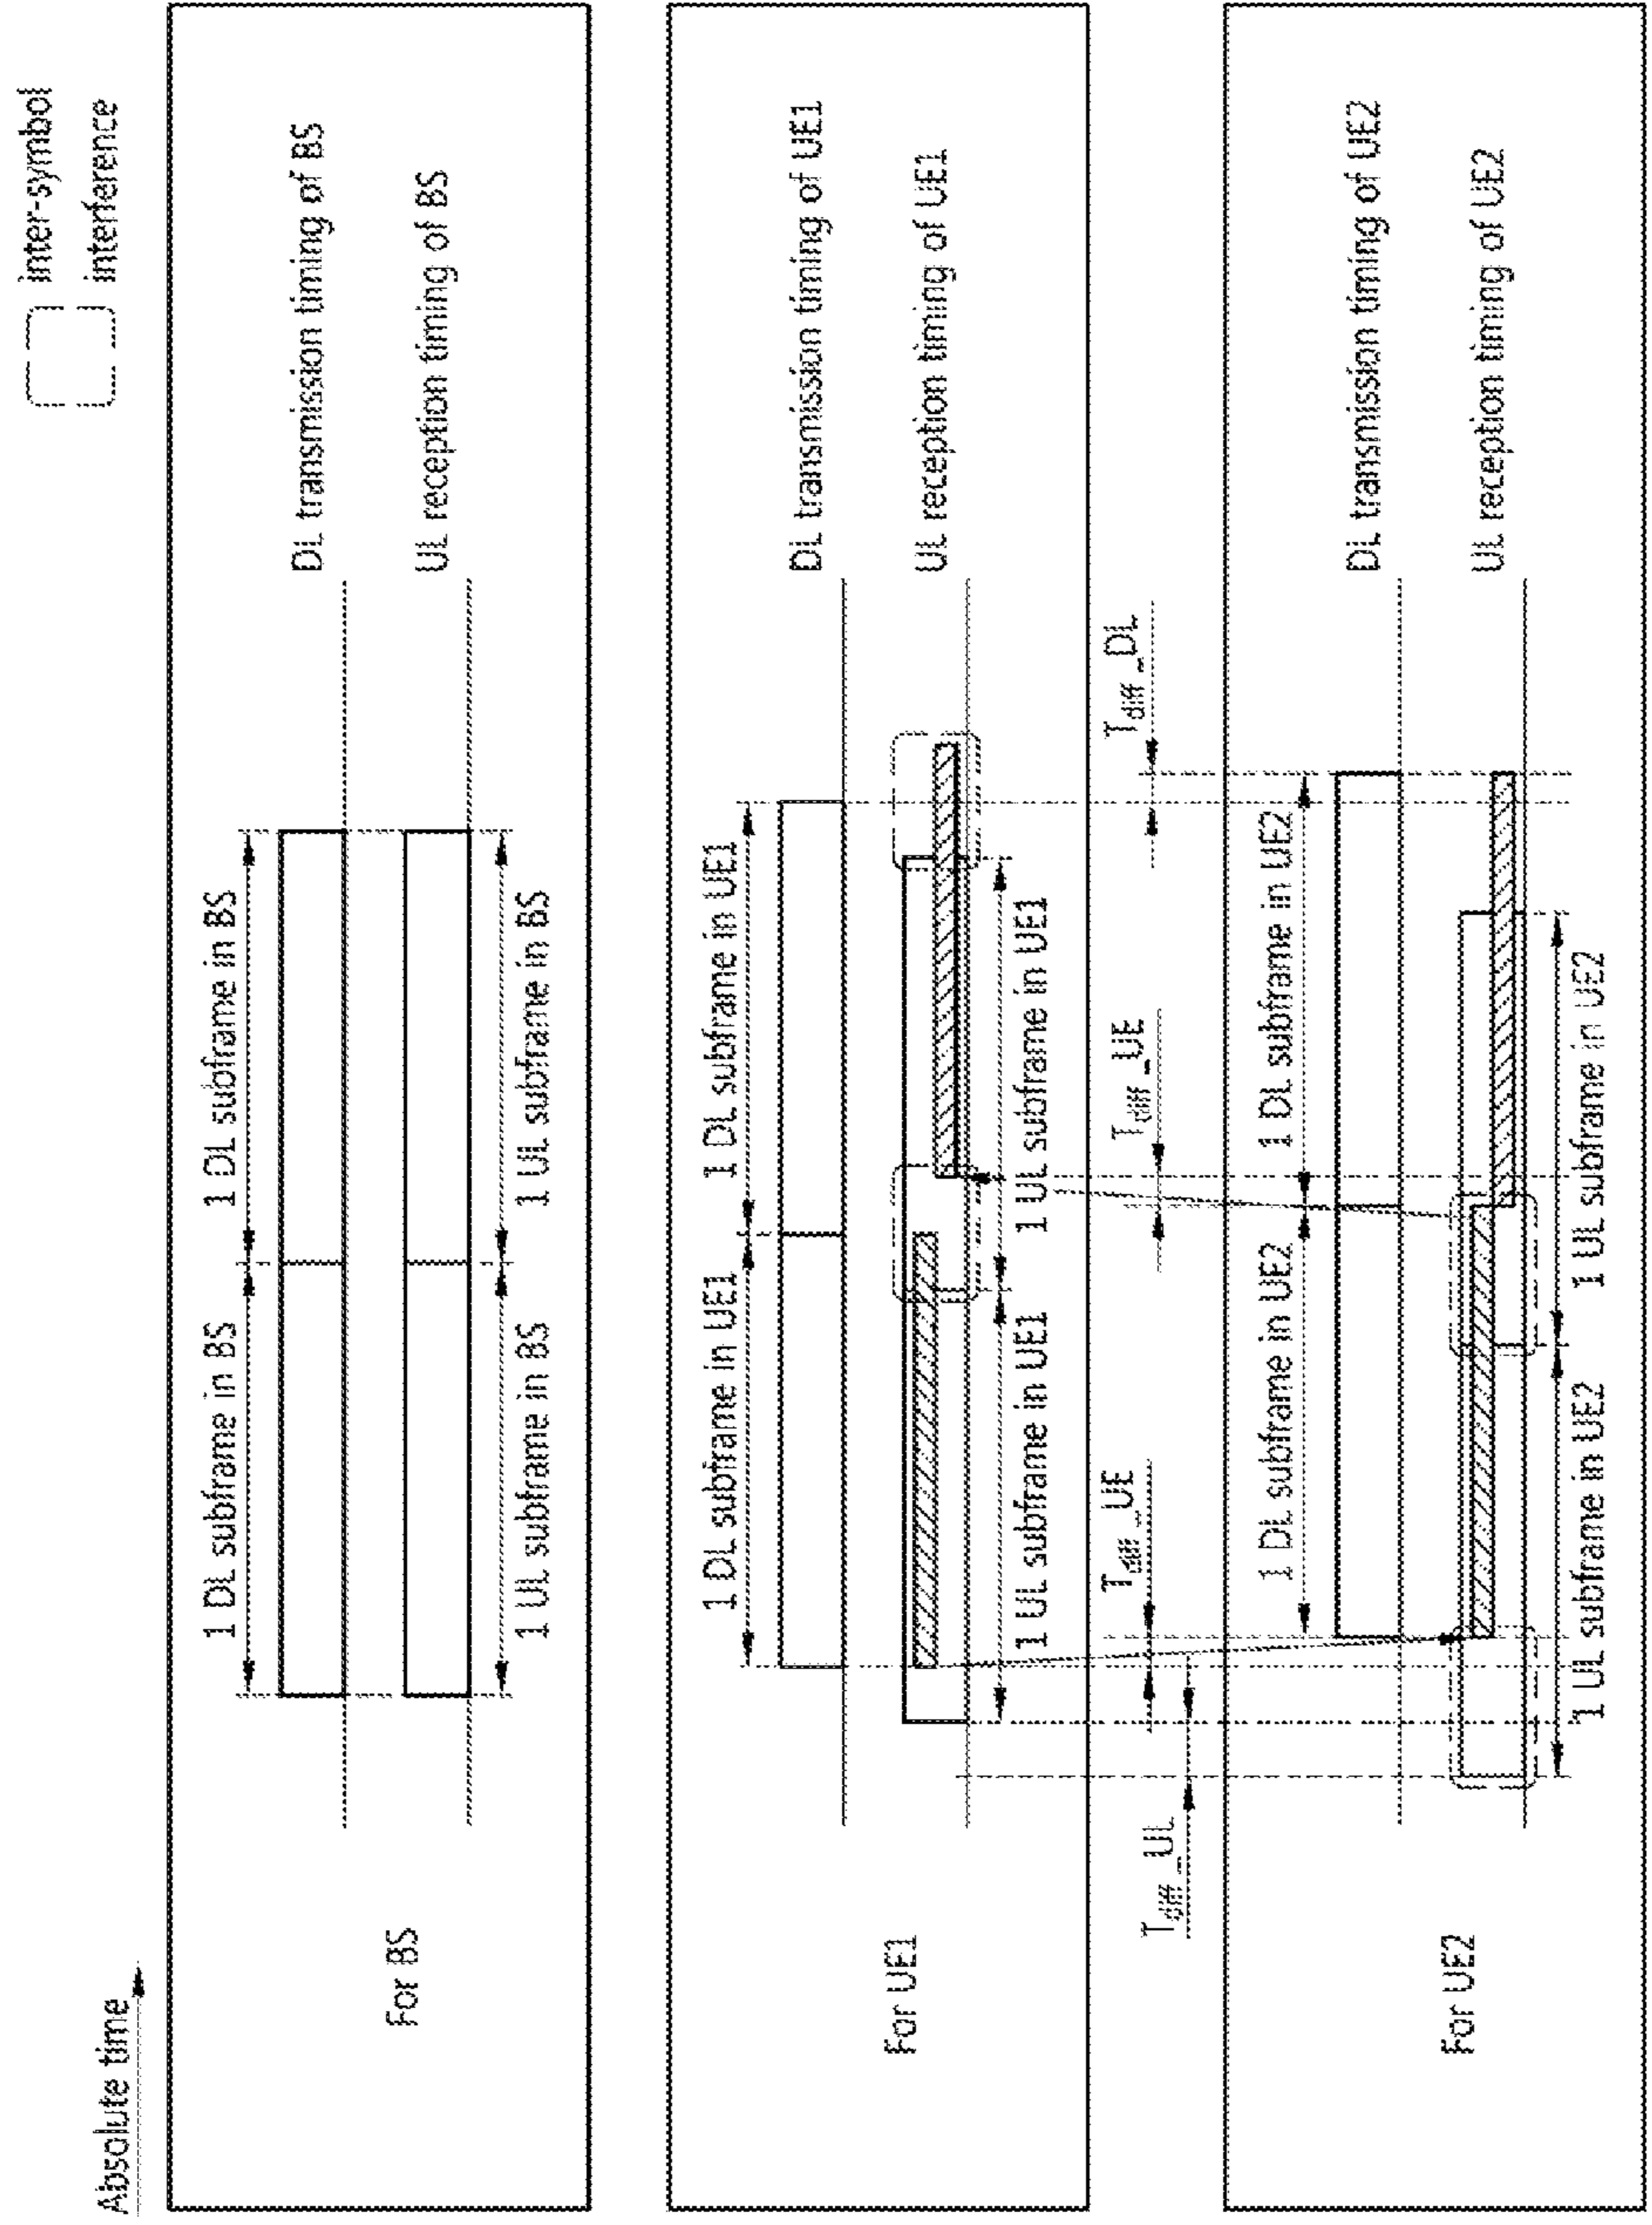 Absolute time
inter-symbol
interference
For BS
1 DL subframe in BS
1 DL subframe in BS
DL transmission timing of BS
UL reception timing of BS
1 UL subframe in BS
1 UL subframe in BS
For UE1
1 DL subframe in UE1
1 DL subframe in UE1
DL transmission timing of UE1
UL reception timing of UE1
1 UL subframe in UE1
1 UL subframe in UE1
Tdiff_UL
Tdiff_UE
Tdiff_UE
Tdiff_DL
For UE2
1 DL subframe in UE2
1 DL subframe in UE2
DL transmission timing of UE2
UL reception timing of UE2
1 UL subframe in UE2
1 UL subframe in UE2